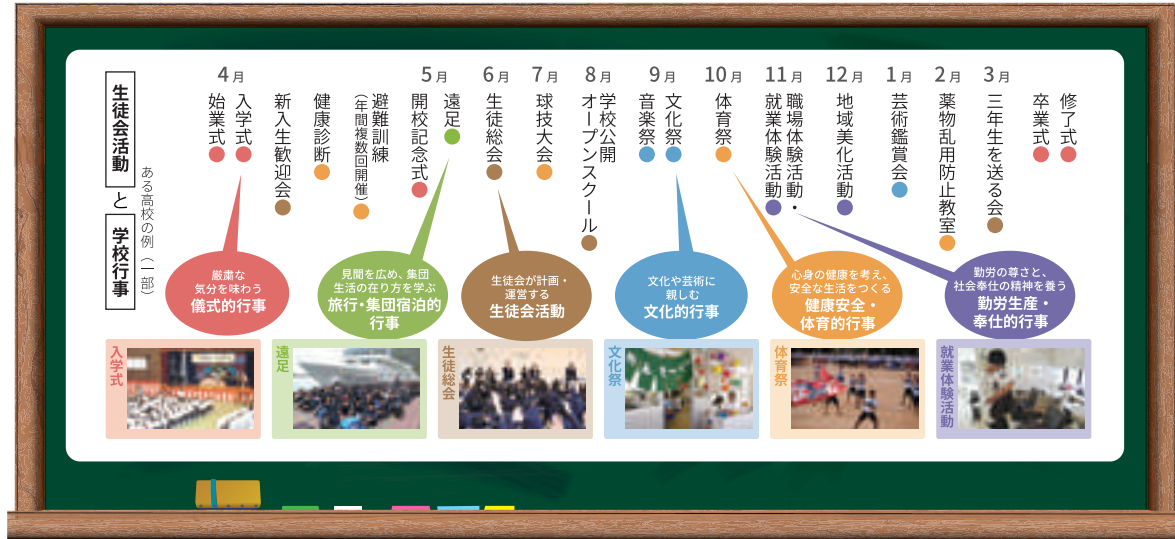 生徒会活動
と
学校行事
ある高校の例（一部）
4月
始業式
入学式
新入生歓迎会
健康診断
避難訓練
（年間複数回開催）
開校記念式
5月
遠足
6月
生徒総会
7月
球技大会
8月
学校公開
オープンスクール
9月
音楽祭
文化祭
10月
体育祭
11月
職場体験活動・
就業体験活動
12月
地域美化活動
1月
芸術鑑賞会
2月
薬物乱用防止教室
3月
三年生を送る会
卒業式
修了式
厳粛な
気分を味わう
儀式的行事
見聞を広め、集団
生活の在り方を学ぶ
旅行・集団宿泊的
行事
生徒会が計画・
運営する
生徒会活動
文化や芸術に
親しむ
文化的行事
心身の健康を考え、
安全な生活をつくる
健康安全・
体育的行事
勤労の尊さと、
社会奉仕の精神を養う
勤労生産・
奉仕的行事
入学式
遠足
生徒総会
文化祭
体育祭
就業体験活動